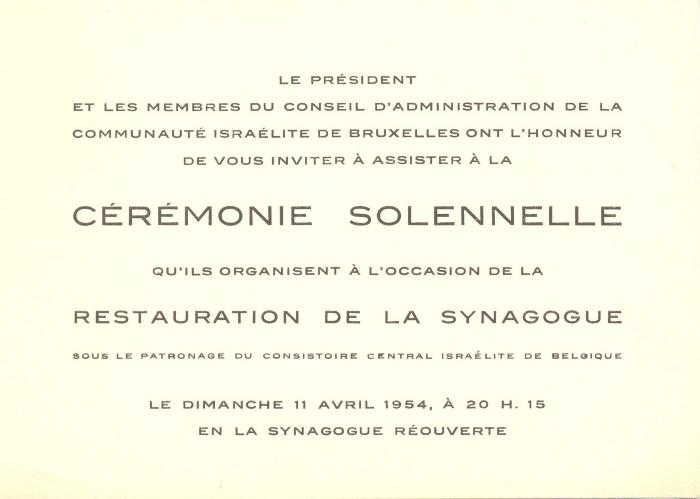 LE PRÉSIDENT
ET LES MEMBRES DU CONSEIL D'ADMINISTRATION DE LA
COMMUNAUTÉ ISRAÉLITE DE BRUXELLES ONT L'HONNEUR
DE VOUS INVITER À ASSISTER À LA
CÉRÉMONIE SOLENNELLE
QU'ILS ORGANISENT À L'OCCASION DE LA
RESTAURATION DE LA SYNAGOGUE
SOUS LE PATRONAGE DU CONSISTOIRE CENTRAL ISRAÉLITE DE BELGIQUE
LE DIMANCHE 11 AVRIL 1954, À 20 H. 15
EN LA SYNAGOGUE RÉOUVERTE